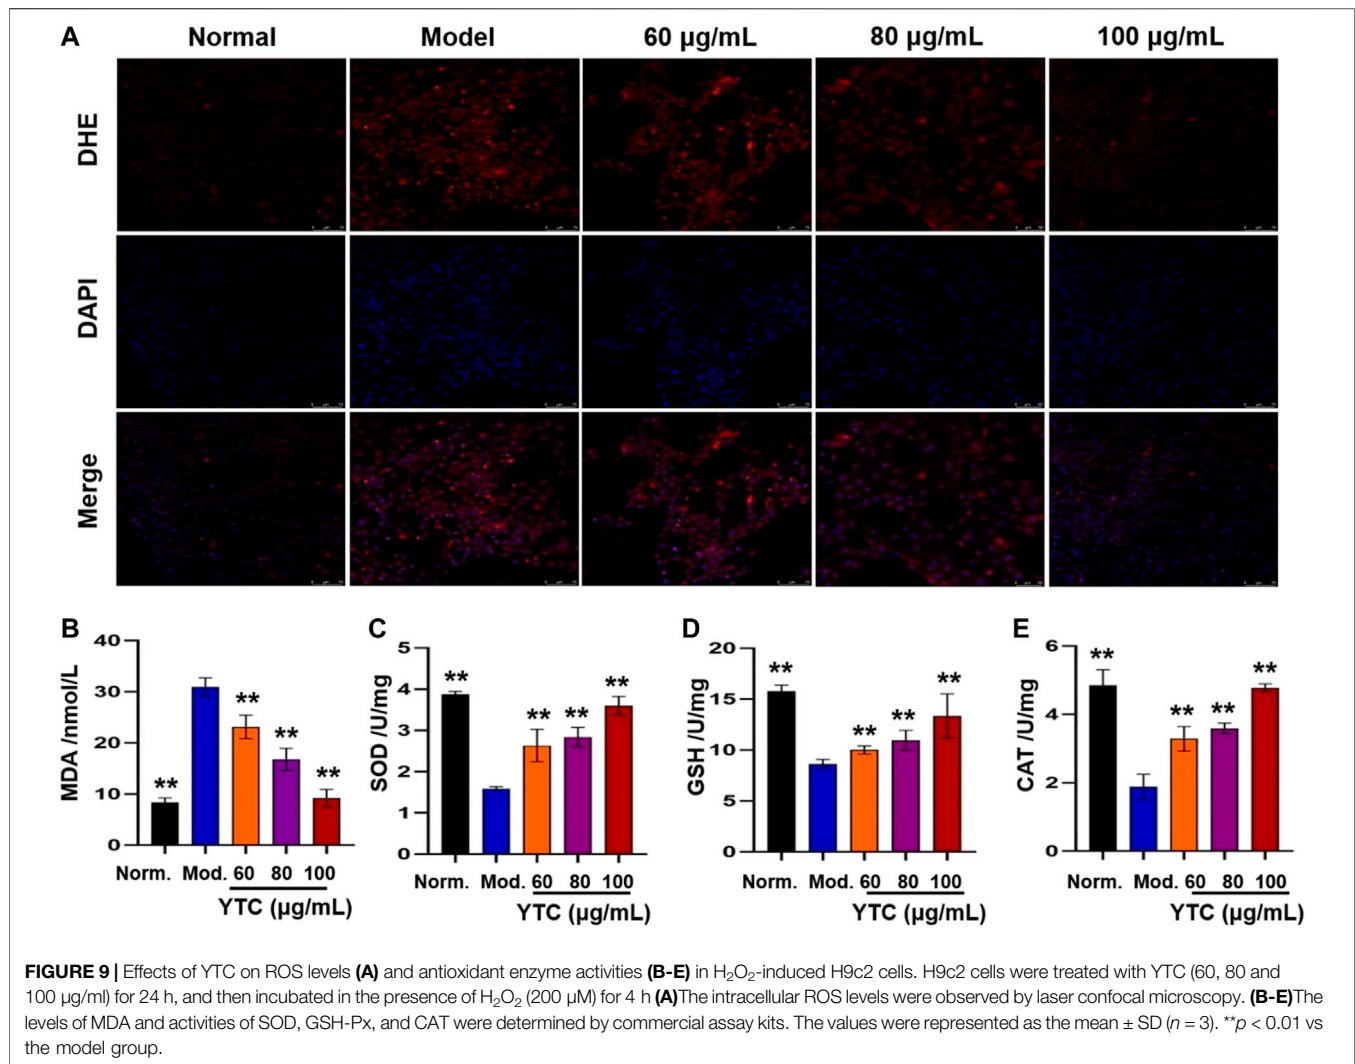 A
Normal Model 60 µg/mL 80 µg/mL 100 µg/mL
DHE
DAPI
Merge
B
MDA /nmol/L
40
30
20
10
0
** ** ** **
Norm. Mod. 60 80 100
YTC (µg/mL)
C
SOD /U/mg
5
4
3
2
1
0
** ** ** **
Norm. Mod. 60 80 100
YTC (µg/mL)
D
GSH /U/mg
20
15
10
5
0
** ** ** **
Norm. Mod. 60 80 100
YTC (µg/mL)
E
CAT /U/mg
6
4
2
0
** ** ** **
Norm. Mod. 60 80 100
YTC (µg/mL)
FIGURE 9 | Effects of YTC on ROS levels (A) and antioxidant enzyme activities (B-E) in H₂O₂-induced H9c2 cells. H9c2 cells were treated with YTC (60, 80 and
100 µg/ml) for 24 h, and then incubated in the presence of H₂O₂ (200 µM) for 4 h (A)The intracellular ROS levels were observed by laser confocal microscopy. (B-E)The
levels of MDA and activities of SOD, GSH-Px, and CAT were determined by commercial assay kits. The values were represented as the mean ± SD (n = 3). **p < 0.01 vs
the model group.